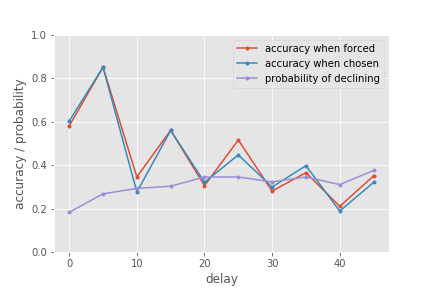 accuracy when forced
accuracy when chosen
probability of declining
1.0
0.8
0.6
0.4
0.2
0.0
accuracy / probability
0
10
20
30
40
delay